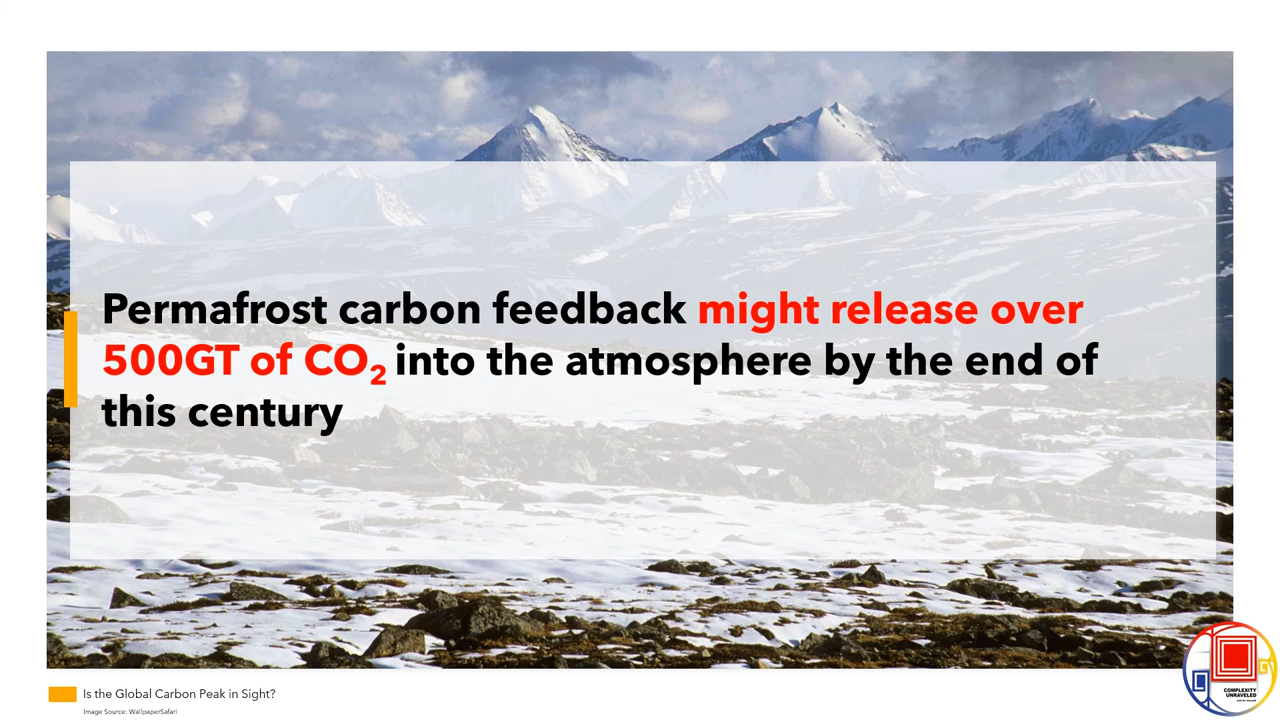 Permafrost carbon feedback might release over
500GT of CO₂ into the atmosphere by the end of
this century
Is the Global Carbon Peak in Sight?
Image Source: WallpaperSafari
COMPLEXITY
UNRAVELED